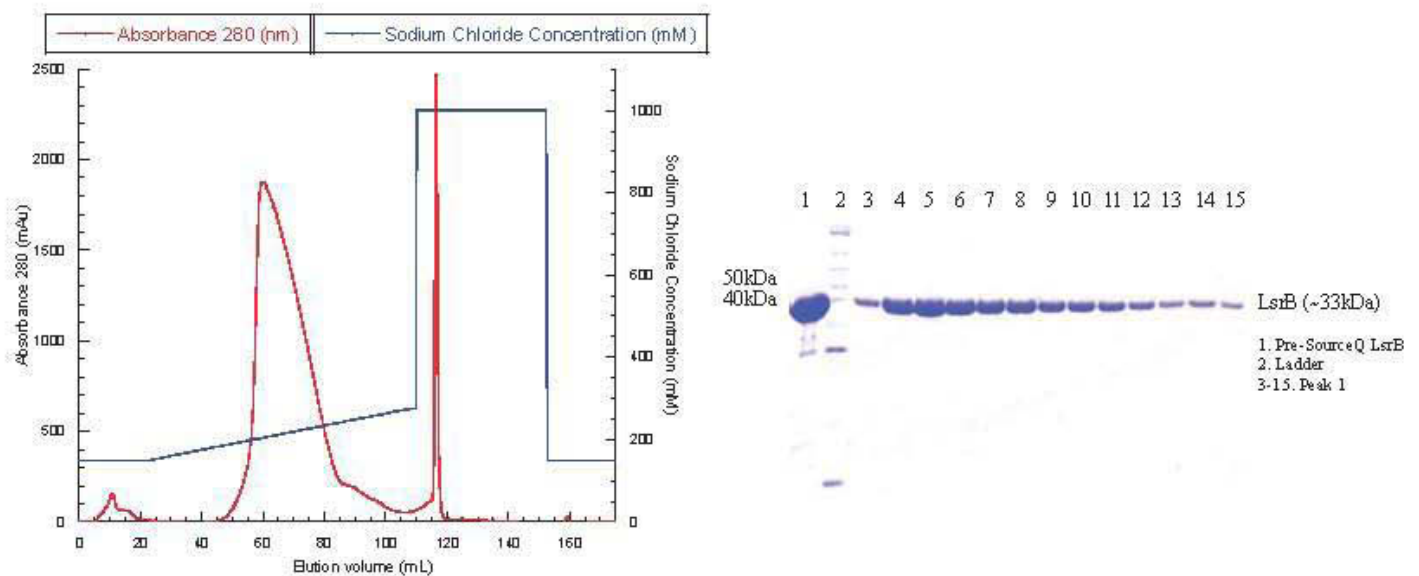 Absorbance 280 (nm) Sodium Chloride Concentration (mM)
2500
2000
1500
1000
500
0
Absorbance 280 (mAu)
1000
800
600
400
200
0
Sodium Chloride Concentration (mM)
0 20 40 60 80 100 120 140 160
Elution volume (mL)
1 2 3 4 5 6 7 8 9 10 11 12 13 14 15
50kDa
40kDa
LsrB (~33kDa)
1. Pre-SourceQ LsrB
2. Ladder
3-15. Peak 1